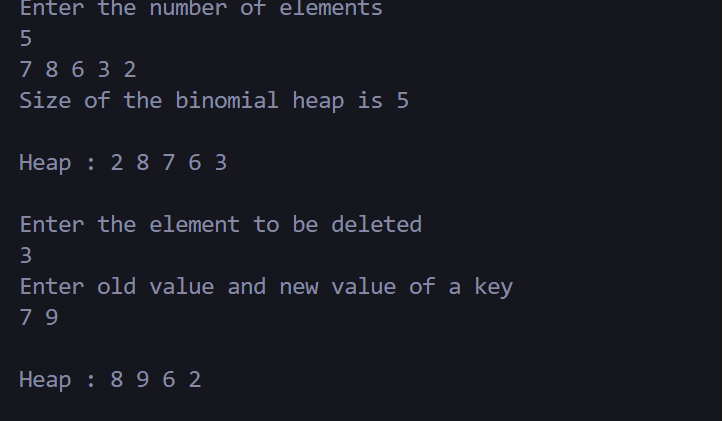 Enter the number of elements
5
7 8 6 3 2
Size of the binomial heap is 5
Heap : 2 8 7 6 3
Enter the element to be deleted
3
Enter old value and new value of a key
7 9
Heap : 8 9 6 2